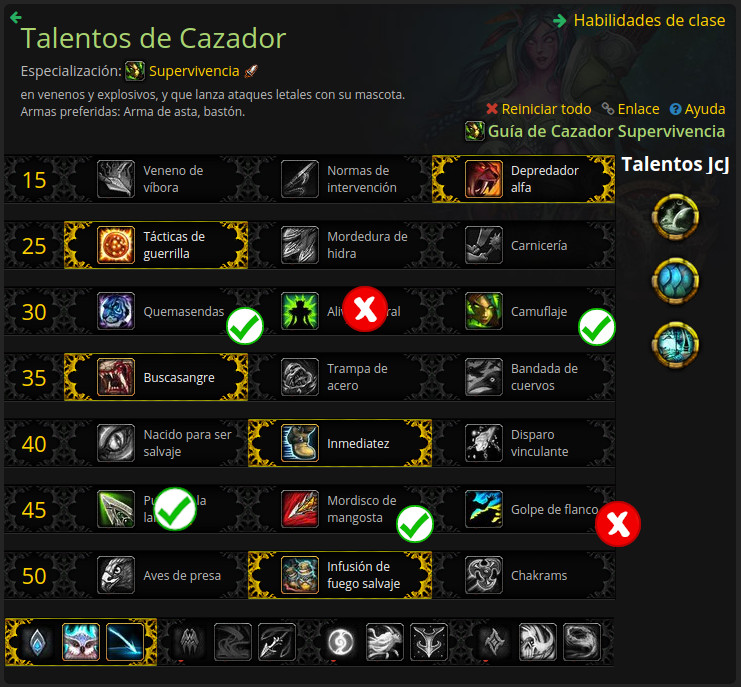 Habilidades de clase
Talentos de Cazador
Especialización: Supervivencia
en venenos y explosivos, y que lanza ataques letales con su mascota.
Armas preferidas: Arma de asta, bastón.
Reiniciar todo Enlace Ayuda
Guía de Cazador Supervivencia
Talentos JcJ
15
Veneno de
víbora
Normas de
intervención
Depredador
alfa
25
Tácticas de
guerrilla
Mordedura de
hidra
Carnicería
30
Quemasendas
Camuflaje
35
Buscasangre
Trampa de
acero
Bandada de
cuervos
40
Nacido para ser
salvaje
Inmediatez
Disparo
vinculante
45
Mordisco de
mangosta
Golpe de flanco
50
Aves de presa
Infusión de
fuego salvaje
Chakrams